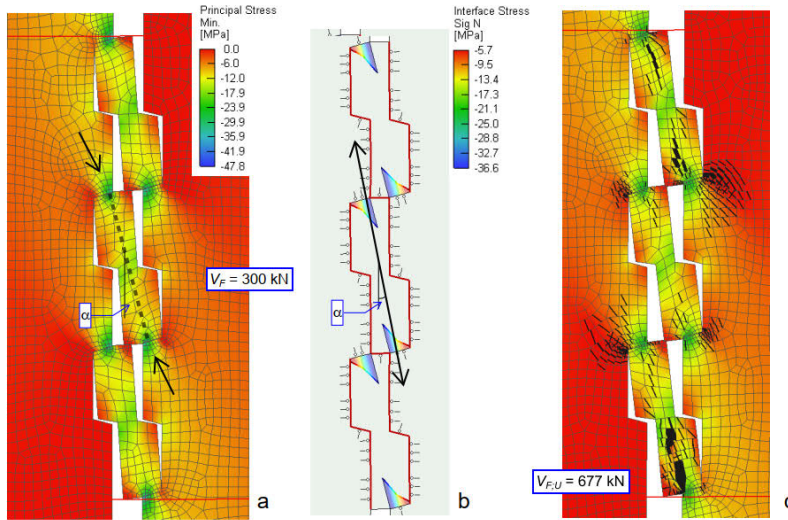 Principal Stress
Min.
[MPa]
0.0
-6.0
-12.0
-17.9
-23.9
-29.9
-35.9
-41.8
-47.8
V_F = 300 kN
α
a
Interface Stress
Sig N
[MPa]
-5.7
-9.5
-13.4
-17.3
-21.1
-25.0
-28.8
-32.7
-36.6
α
b
V_F;U = 677 kN
c